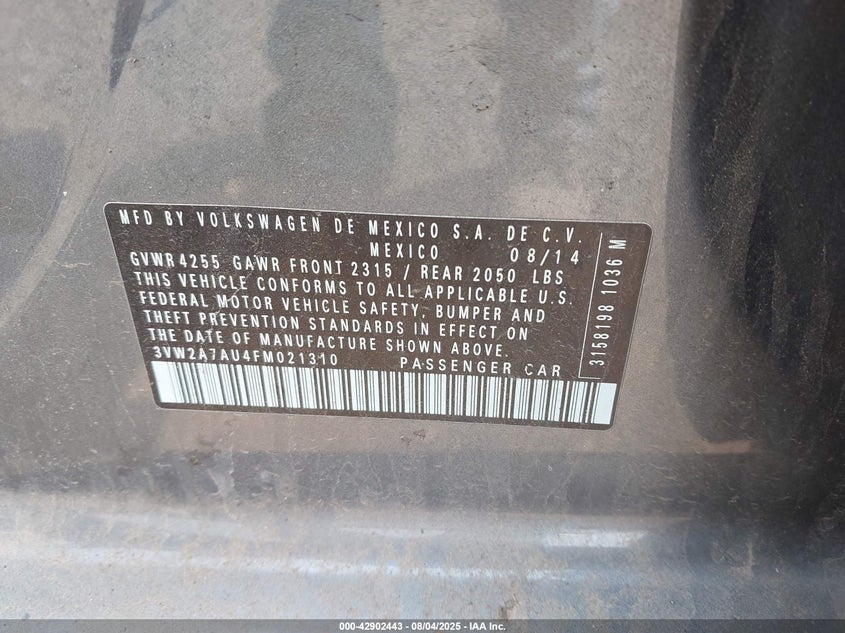 MFD BY VOLKSWAGEN DE MEXICO S.A. DE C.V.
MEXICO 08/14
GVWR 4255 GAWR FRONT 2315 / REAR 2050 LBS
THIS VEHICLE CONFORMS TO ALL APPLICABLE U.S.
FEDERAL MOTOR VEHICLE SAFETY, BUMPER AND
THEFT PREVENTION STANDARDS IN EFFECT ON
THE DATE OF MANUFACTURE SHOWN ABOVE.
3VW2A7AU4FM021310 PASSENGER CAR
3158198 1036 M
000-42902443 - 08/04/2025 - IAA Inc.